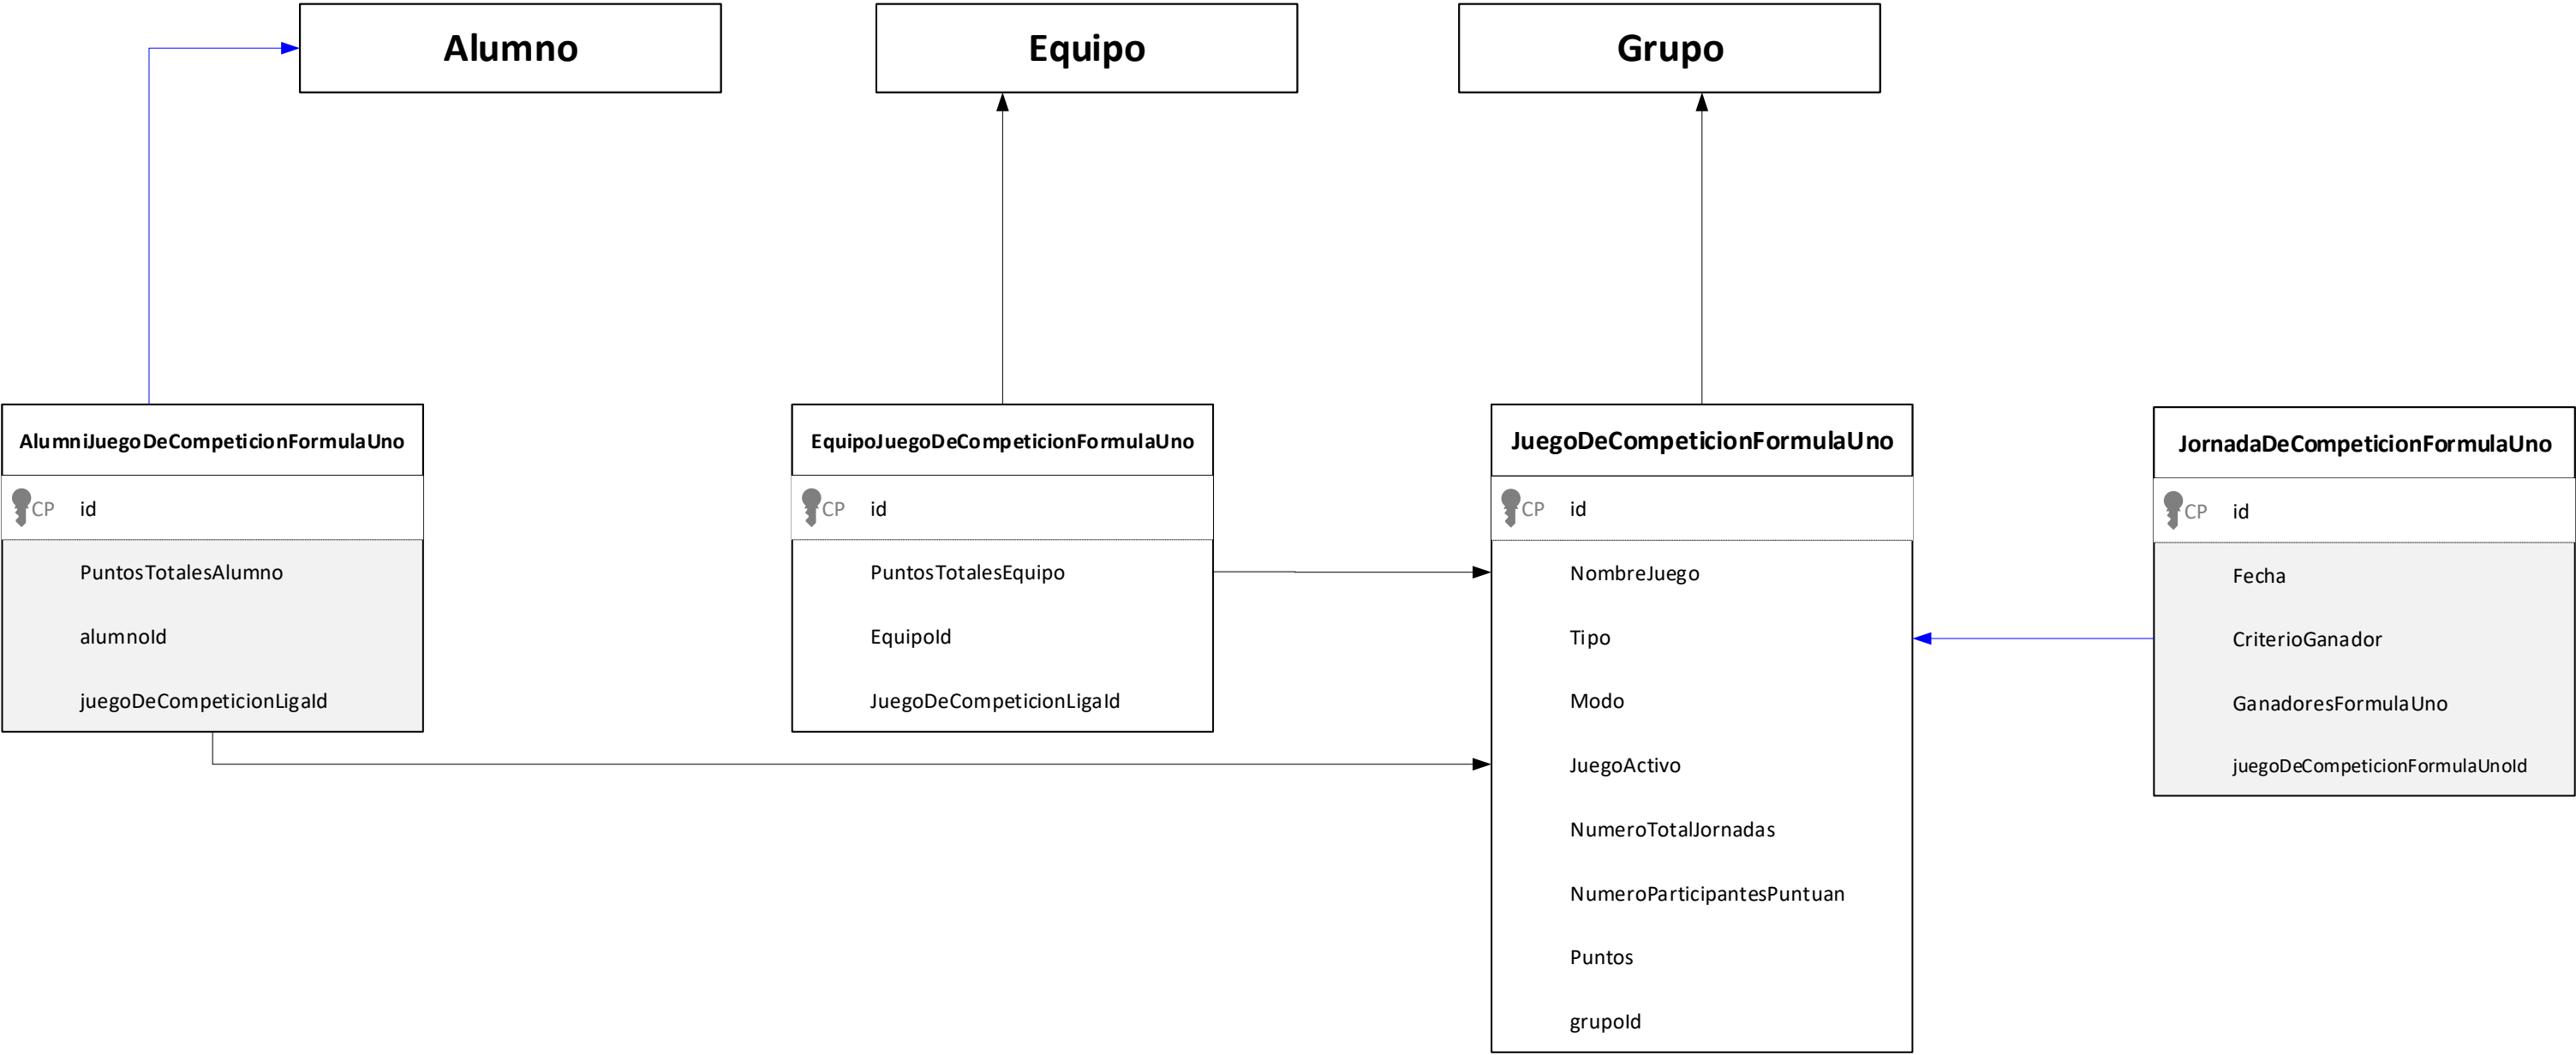 Alumno
Equipo
Grupo
AlumniJuegoDeCompeticionFormulaUno
CP id
PuntosTotalesAlumno
alumnoId
juegoDeCompeticionLigaId
EquipoJuegoDeCompeticionFormulaUno
CP id
PuntosTotalesEquipo
EquipoId
JuegoDeCompeticionLigaId
JuegoDeCompeticionFormulaUno
CP id
NombreJuego
Tipo
Modo
JuegoActivo
NumeroTotalJornadas
NumeroParticipantesPuntuan
Puntos
grupoId
JornadaDeCompeticionFormulaUno
CP id
Fecha
CriterioGanador
GanadoresFormulaUno
juegoDeCompeticionFormulaUnoId